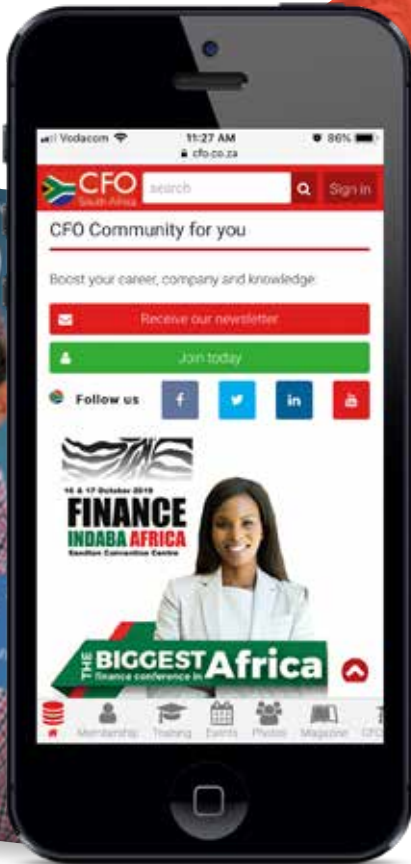 Vodacom 11:27 AM 86%
cfo.co.za
CFO
South Africa
search
Sign in
CFO Community for you
Boost your career, company and knowledge.
Receive our newsletter
Join today
Follow us
f in
16 & 17 October 2019
FINANCE
INDABA AFRICA
Sandton Convention Centre
THE BIGGEST Africa
finance conference in
Membership Training Events Photos Magazine CFO